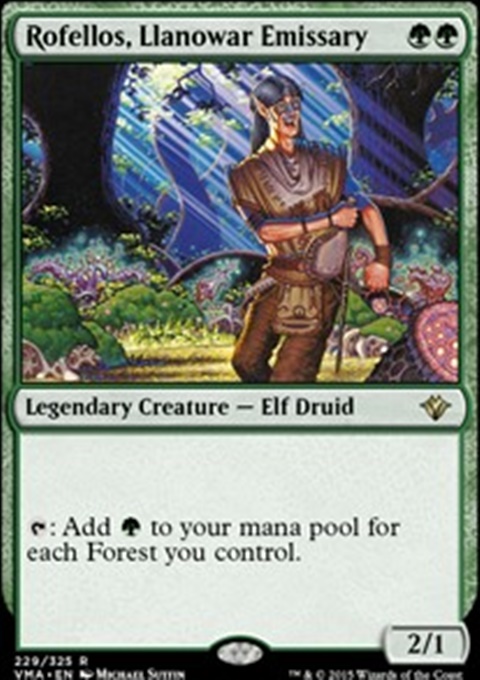 Rofellos, Llanowar Emissary
Legendary Creature — Elf Druid
: Add to your mana pool for
each Forest you control.
2/1
229/325 R
VMA • EN Michael Sutfin
™ & © 2015 Wizards of the Coast